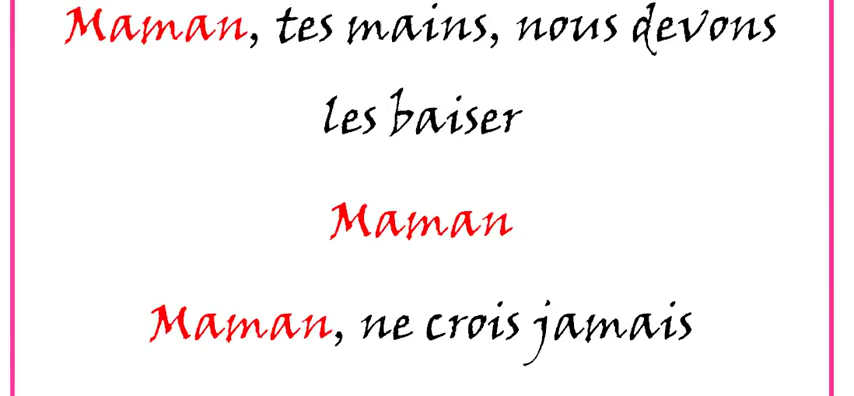 Maman, tes mains, nous devons
les baiser
Maman
Maman, ne crois jamais